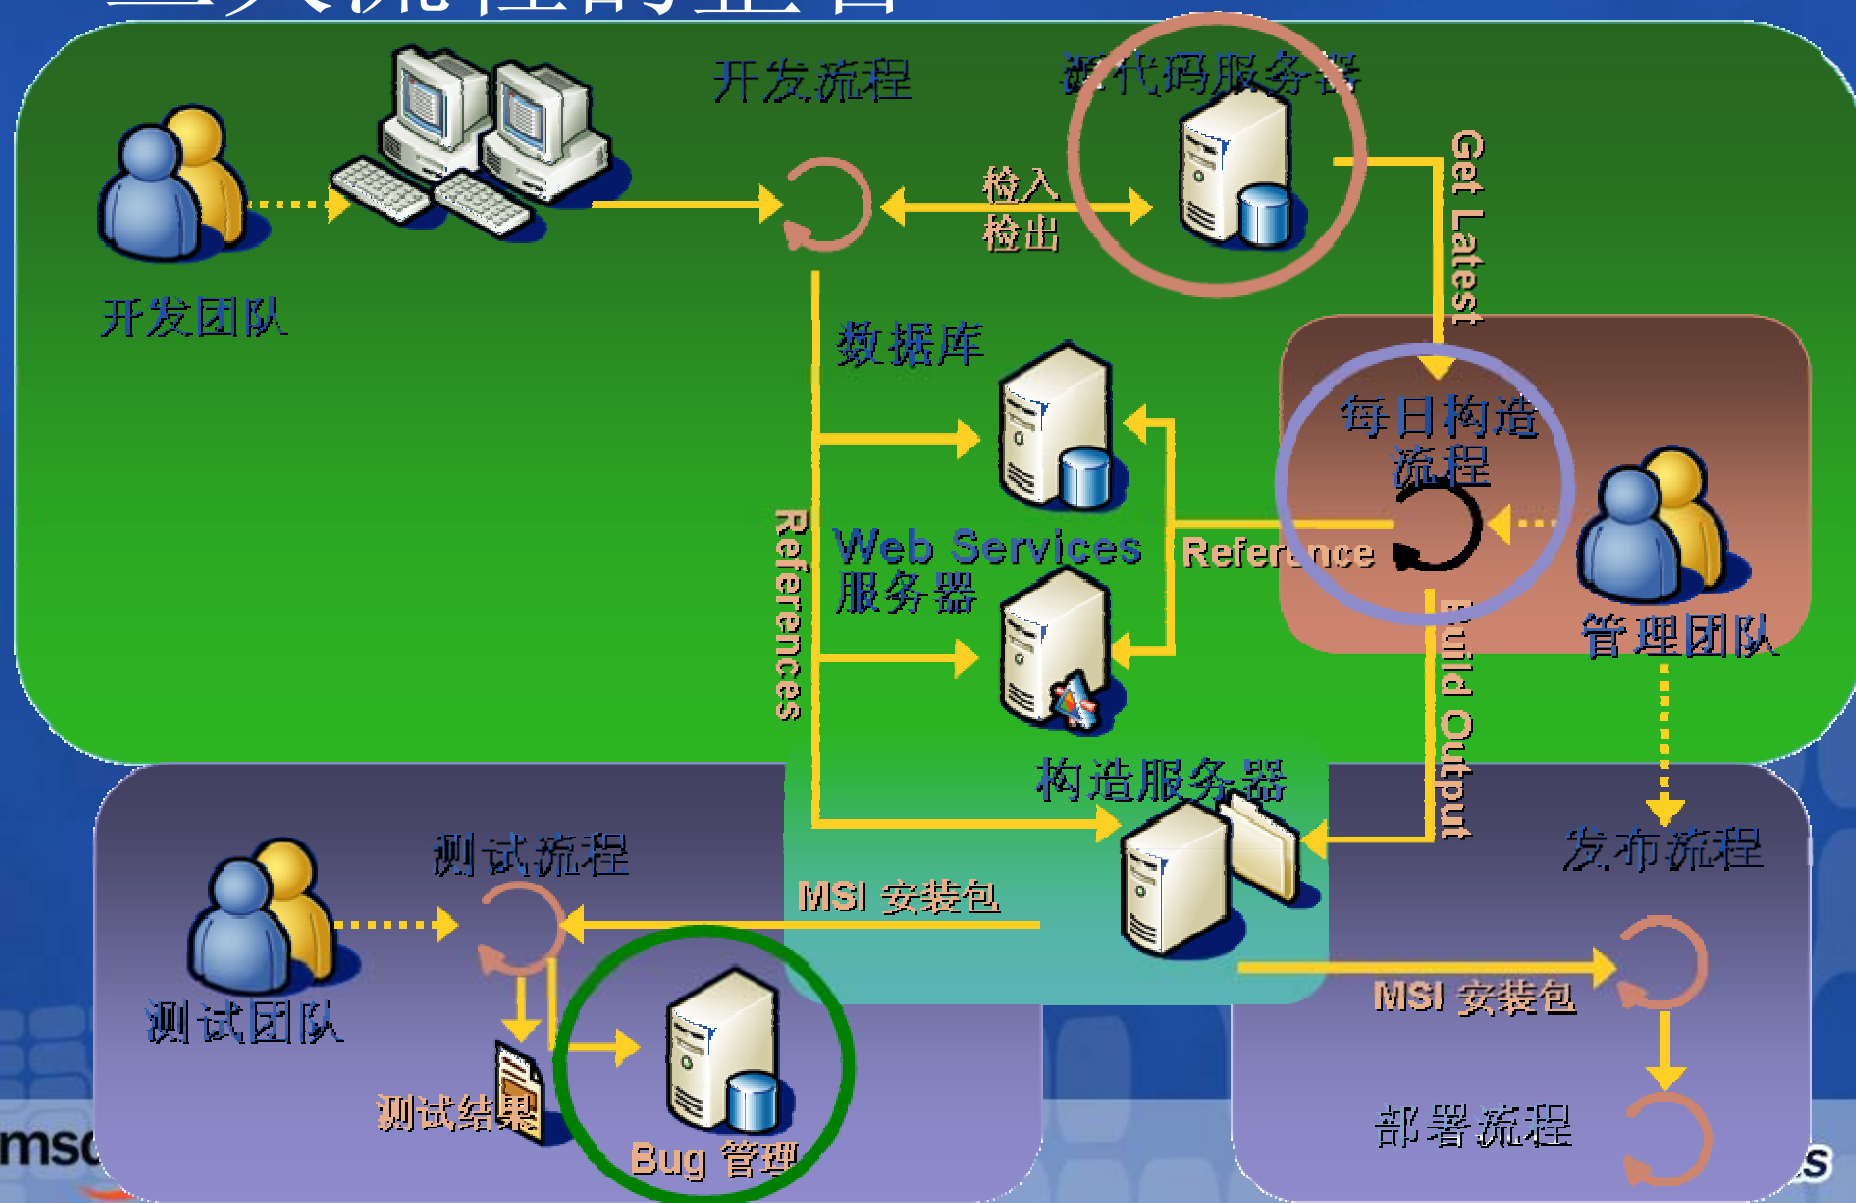 开发流程
源代码服务器
检入
检出
Get Latest
开发团队
数据库
每日构造
流程
References
Web Services
服务器
Reference
管理团队
Build Output
构造服务器
测试流程
发布流程
MSI 安装包
MSI 安装包
测试团队
测试结果
Bug 管理
部署流程